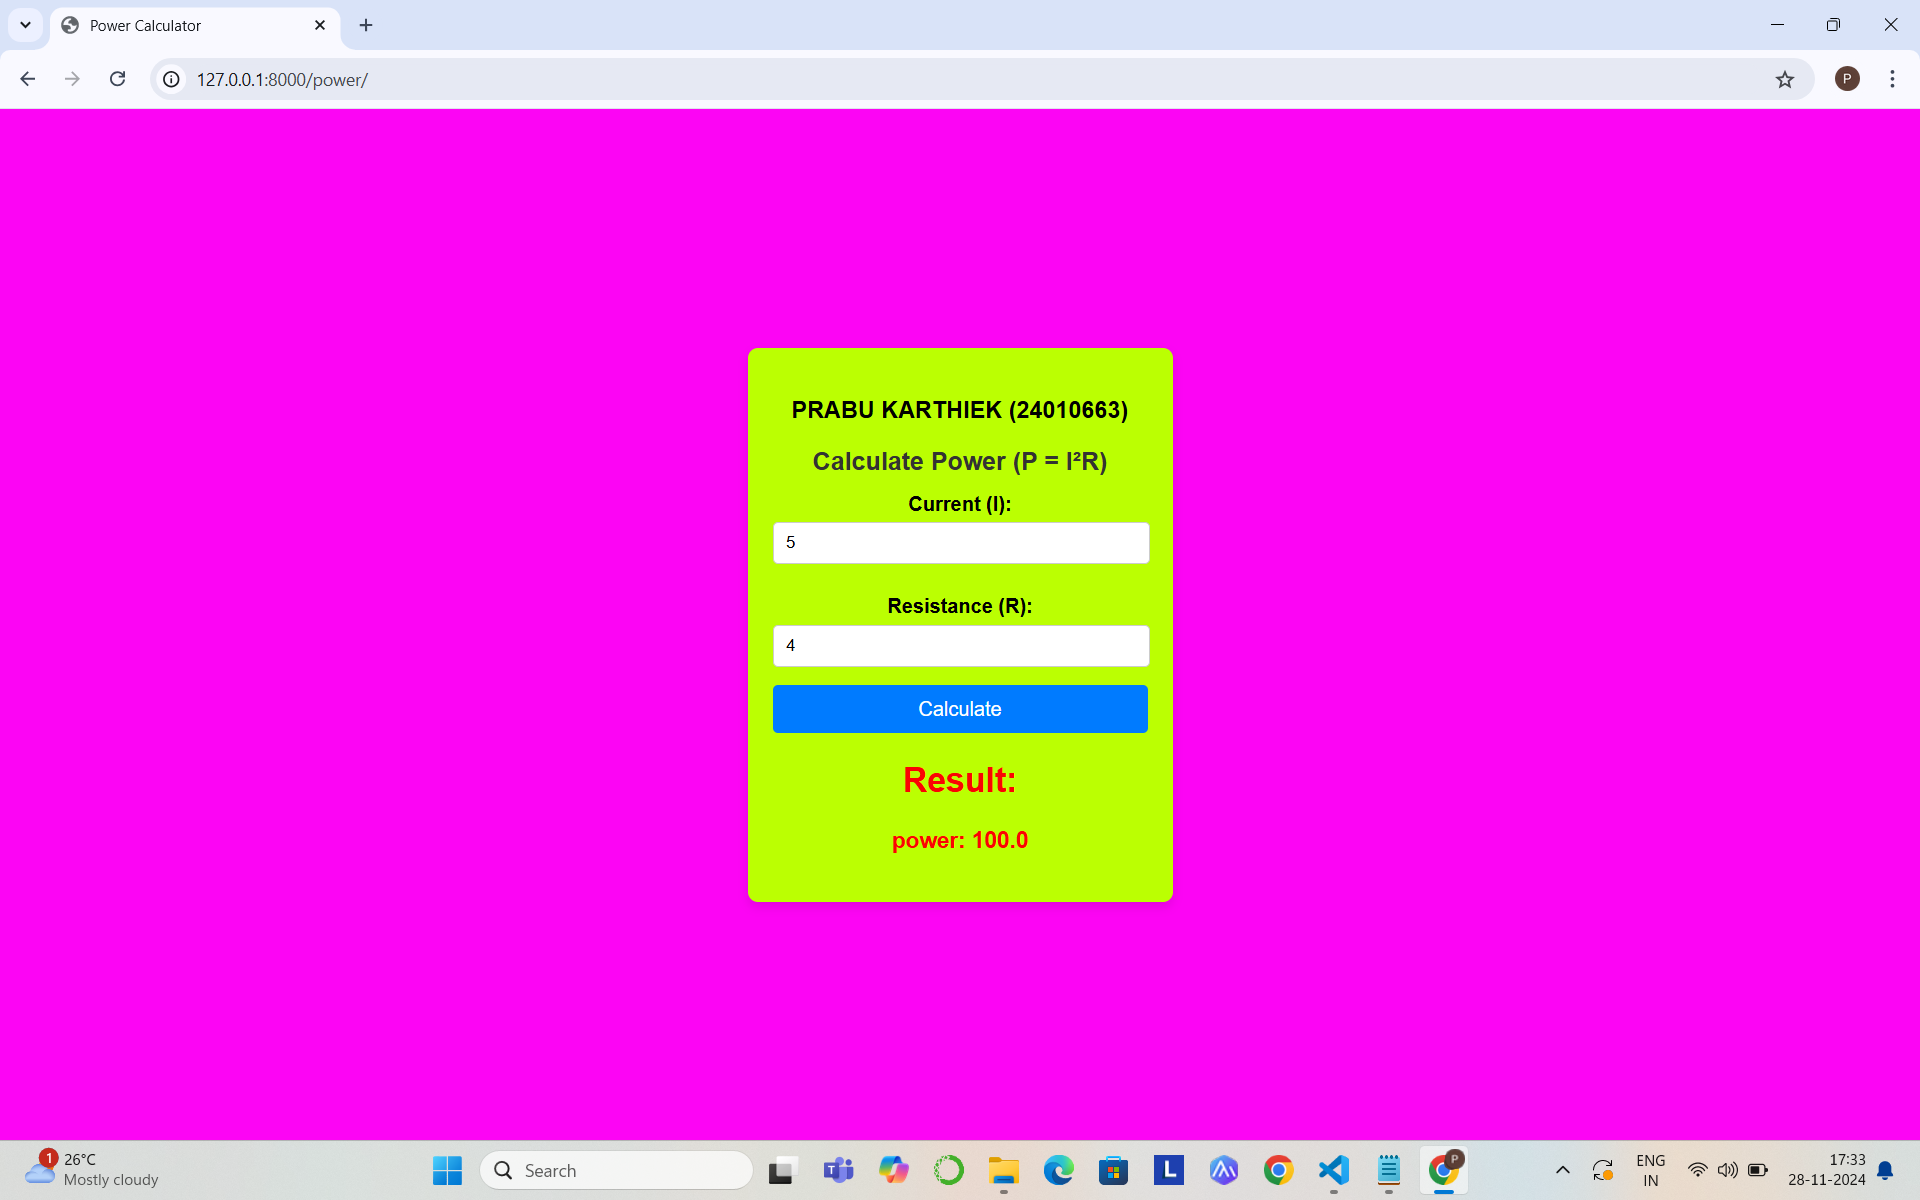 Power Calculator
127.0.0.1:8000/power/
P
PRABU KARTHIEK (24010663)
Calculate Power (P = I²R)
Current (I):
5
Resistance (R):
4
Calculate
Result:
power: 100.0
1
26°C
Mostly cloudy
Search
T
L
P
ENG
IN
17:33
28-11-2024